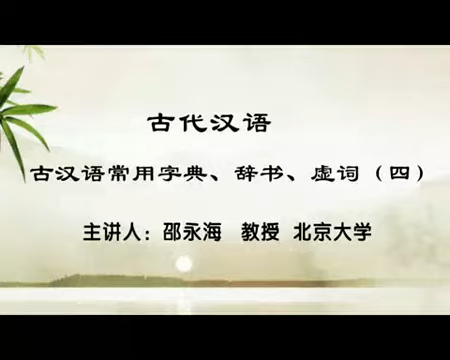 古代汉语
古汉语常用字典、辞书、虚词（四）
主讲人：邵永海 教授 北京大学